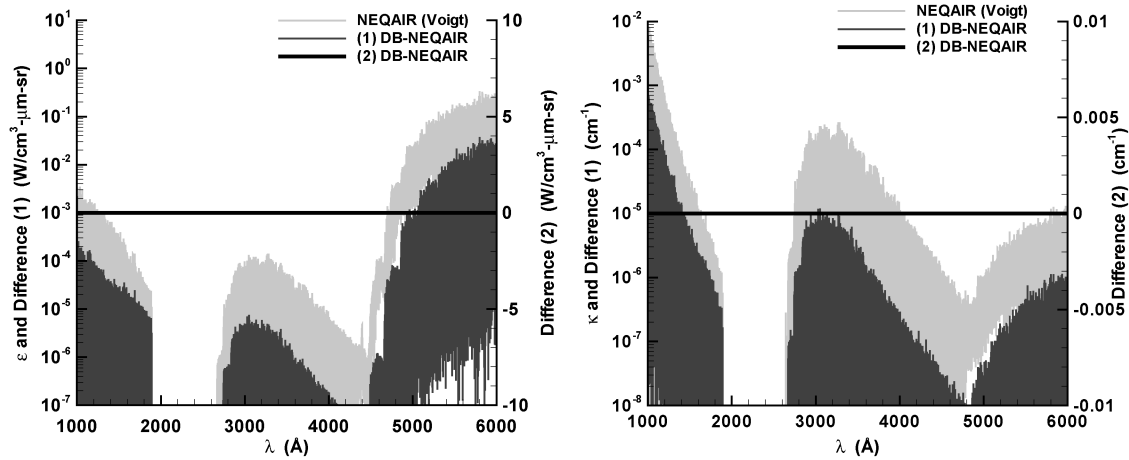 NEQAIR (Voigt)
(1) DB-NEQAIR
(2) DB-NEQAIR
ε and Difference (1) (W/cm³-μm-sr)
10¹
10⁰
10⁻¹
10⁻²
10⁻³
10⁻⁴
10⁻⁵
10⁻⁶
10⁻⁷
10
5
0
-5
-10
Difference (2) (W/cm³-μm-sr)
1000 2000 3000 4000 5000 6000
λ (Å)
NEQAIR (Voigt)
(1) DB-NEQAIR
(2) DB-NEQAIR
κ and Difference (1) (cm⁻¹)
10⁻²
10⁻³
10⁻⁴
10⁻⁵
10⁻⁶
10⁻⁷
10⁻⁸
0.01
0.005
0
-0.005
-0.01
Difference (2) (cm⁻¹)
1000 2000 3000 4000 5000 6000
λ (Å)